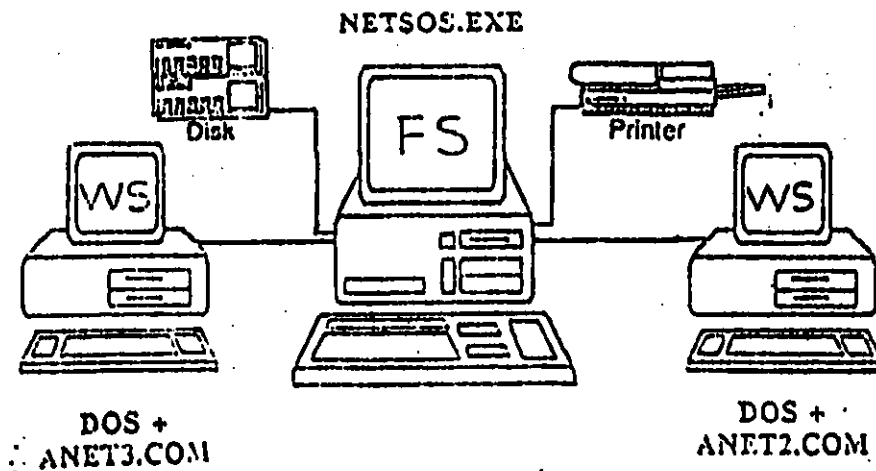 NETSOS.EXE
Disk
FS
Printer
WS
WS
DOS +
ANET3.COM
DOS +
ANET2.COM